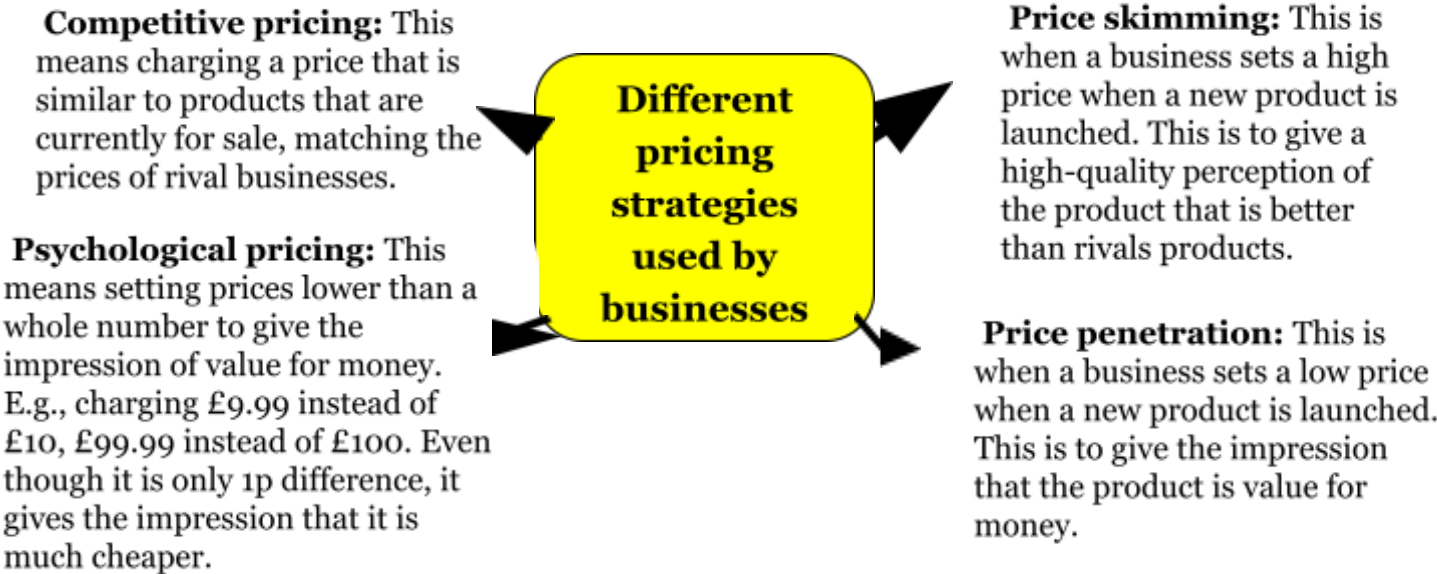 Competitive pricing: This
means charging a price that is
similar to products that are
currently for sale, matching the
prices of rival businesses.
Psychological pricing: This
means setting prices lower than a
whole number to give the
impression of value for money.
E.g., charging £9.99 instead of
£10, £99.99 instead of £100. Even
though it is only 1p difference, it
gives the impression that it is
much cheaper.
Different
pricing
strategies
used by
businesses
Price skimming: This is
when a business sets a high
price when a new product is
launched. This is to give a
high-quality perception of
the product that is better
than rivals products.
Price penetration: This is
when a business sets a low price
when a new product is launched.
This is to give the impression
that the product is value for
money.